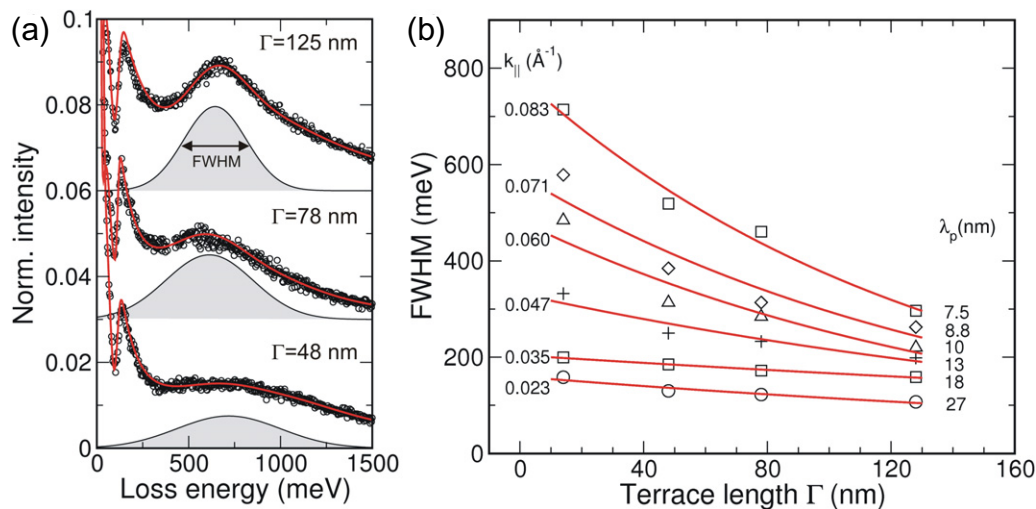 (a)
0.1
0.08
0.06
0.04
0.02
0
Norm. intensity
Γ=125 nm
FWHM
Γ=78 nm
Γ=48 nm
0
500
1000
1500
Loss energy (meV)
(b)
800
600
400
200
0
FWHM (meV)
k|| (Å-1)
0.083
0.071
0.060
0.047
0.035
0.023
λp(nm)
7.5
8.8
10
13
18
27
0
40
80
120
160
Terrace length Γ (nm)